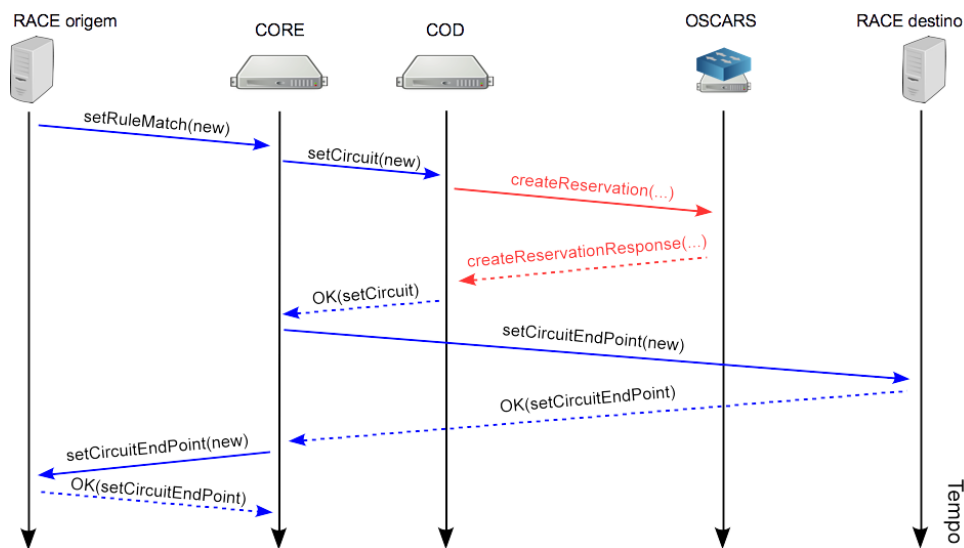 RACE origem
CORE
COD
OSCARS
RACE destino
setRuleMatch(new)
setCircuit(new)
createReservation(...)
createReservationResponse(...)
OK(setCircuit)
setCircuitEndPoint(new)
OK(setCircuitEndPoint)
setCircuitEndPoint(new)
OK(setCircuitEndPoint)
Tempo